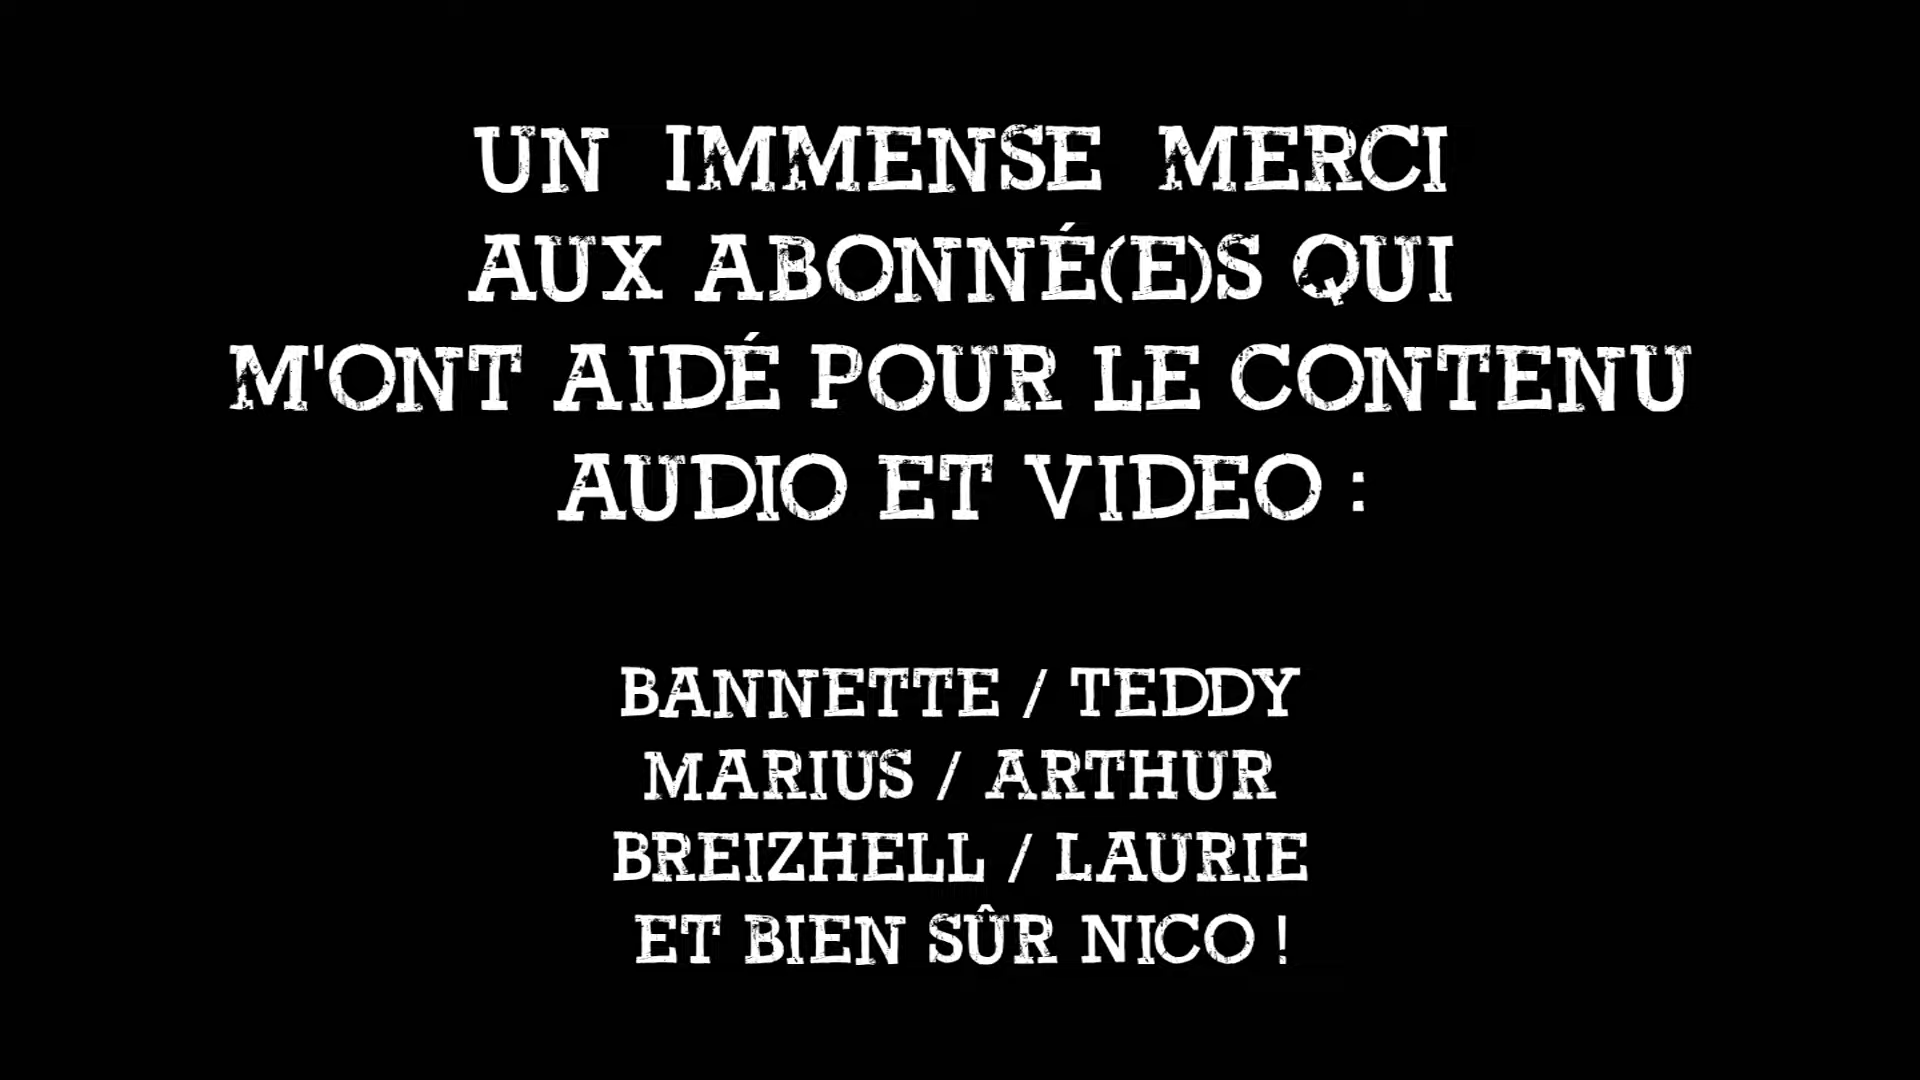 UN IMMENSE MERCI
AUX ABONNÉ(E)S QUI
M'ONT AIDÉ POUR LE CONTENU
AUDIO ET VIDEO :
BANNETTE / TEDDY
MARIUS / ARTHUR
BREIZHELL / LAURIE
ET BIEN SÛR NICO !